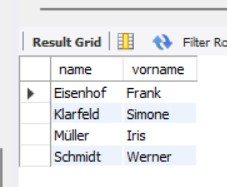 Result Grid Filter Ro
name vorname
Eisenhof Frank
Klarfeld Simone
Müller Iris
Schmidt Werner